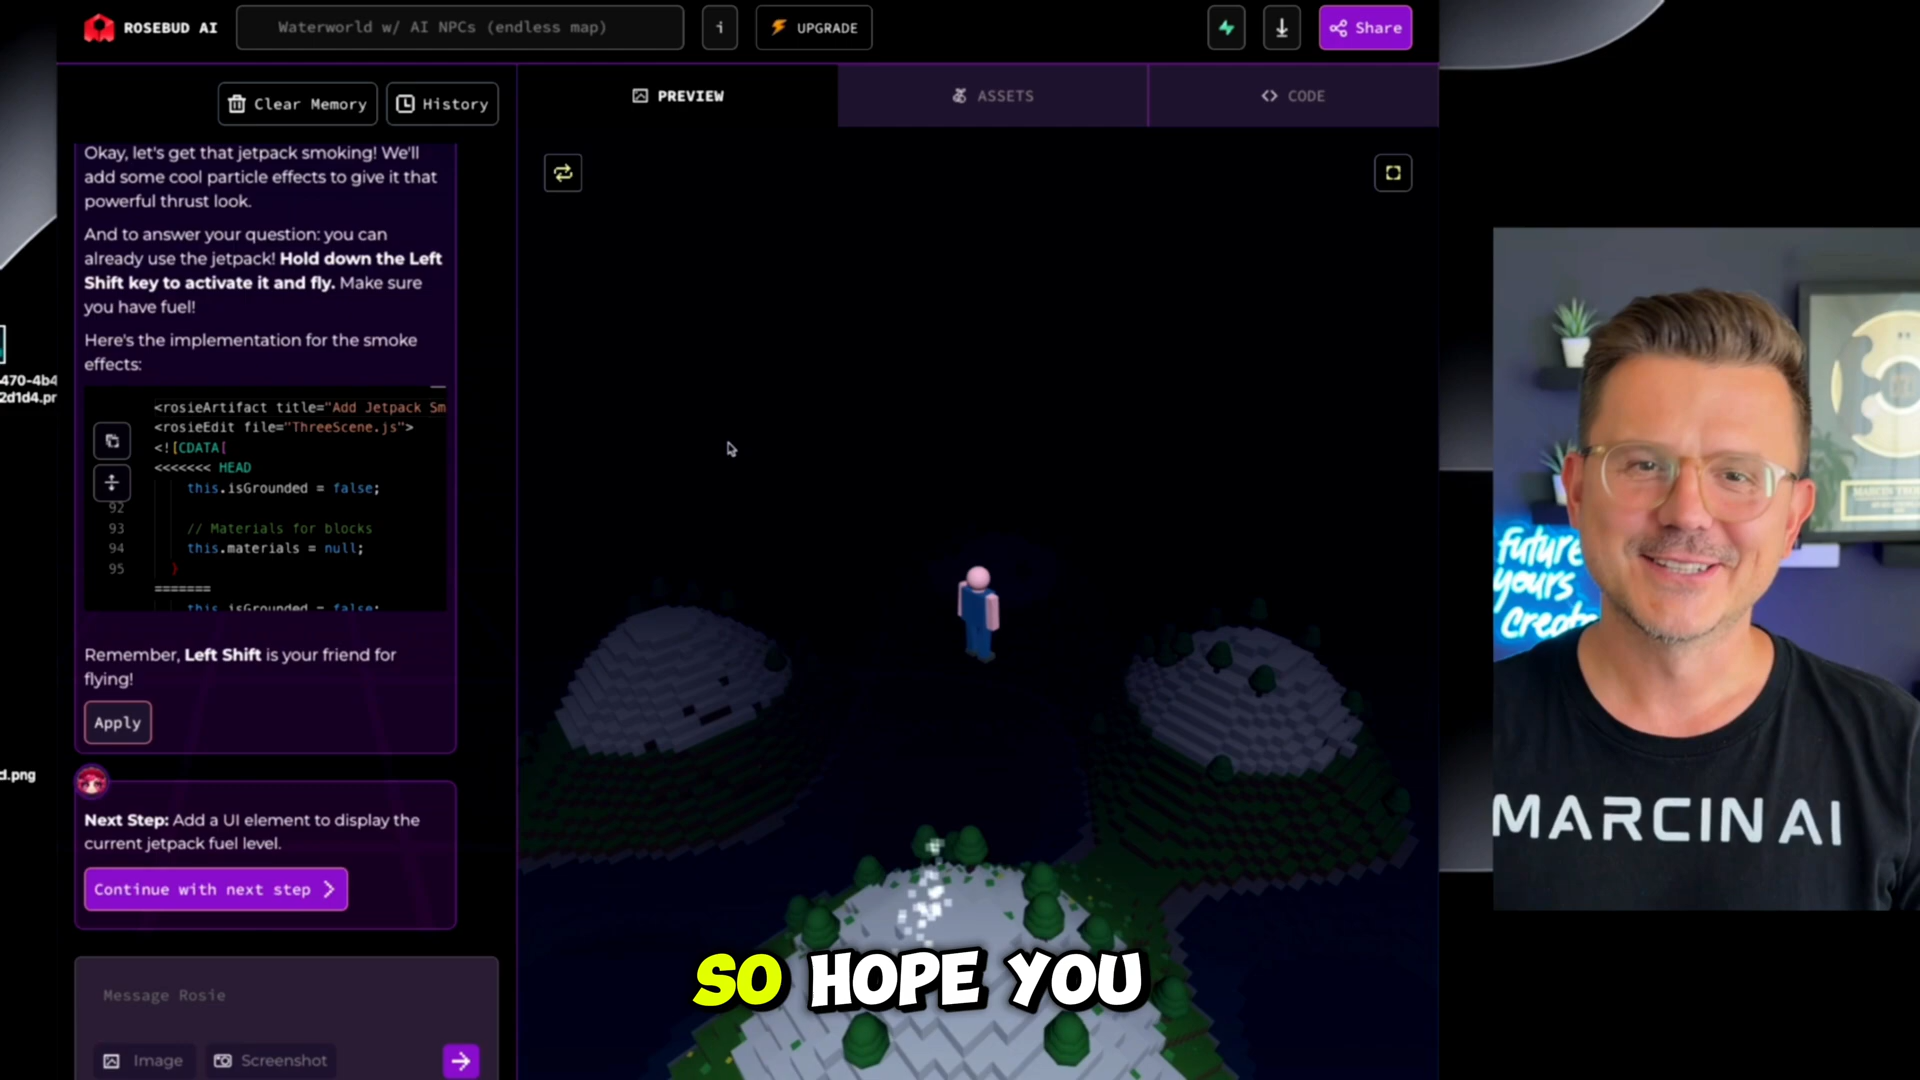 ROSEBUD AI
Waterworld w/ AI NPCs (endless map)
i
UPGRADE
Share
Clear Memory
History
PREVIEW
ASSETS
CODE
Okay, let's get that jetpack smoking! We'll
add some cool particle effects to give it that
powerful thrust look.
And to answer your question: you can
already use the jetpack! Hold down the Left
Shift key to activate it and fly. Make sure
you have fuel!
Here's the implementation for the smoke
effects:
<rosieArtifact title="Add Jetpack Sm
<rosieEdit file="ThreeScene.js">
<![CDATA[
<<<<<<< HEAD
this.isGrounded = false;
92
93 // Materials for blocks
94 this.materials = null;
95 }
=======
this.isGrounded = false;
Remember, Left Shift is your friend for
flying!
Apply
Next Step: Add a UI element to display the
current jetpack fuel level.
Continue with next step
Message Rosie
Image
Screenshot
470-4b4
2d1d4.pr
d.png
SO HOPE YOU
future
yours
Create
MARCIN AI